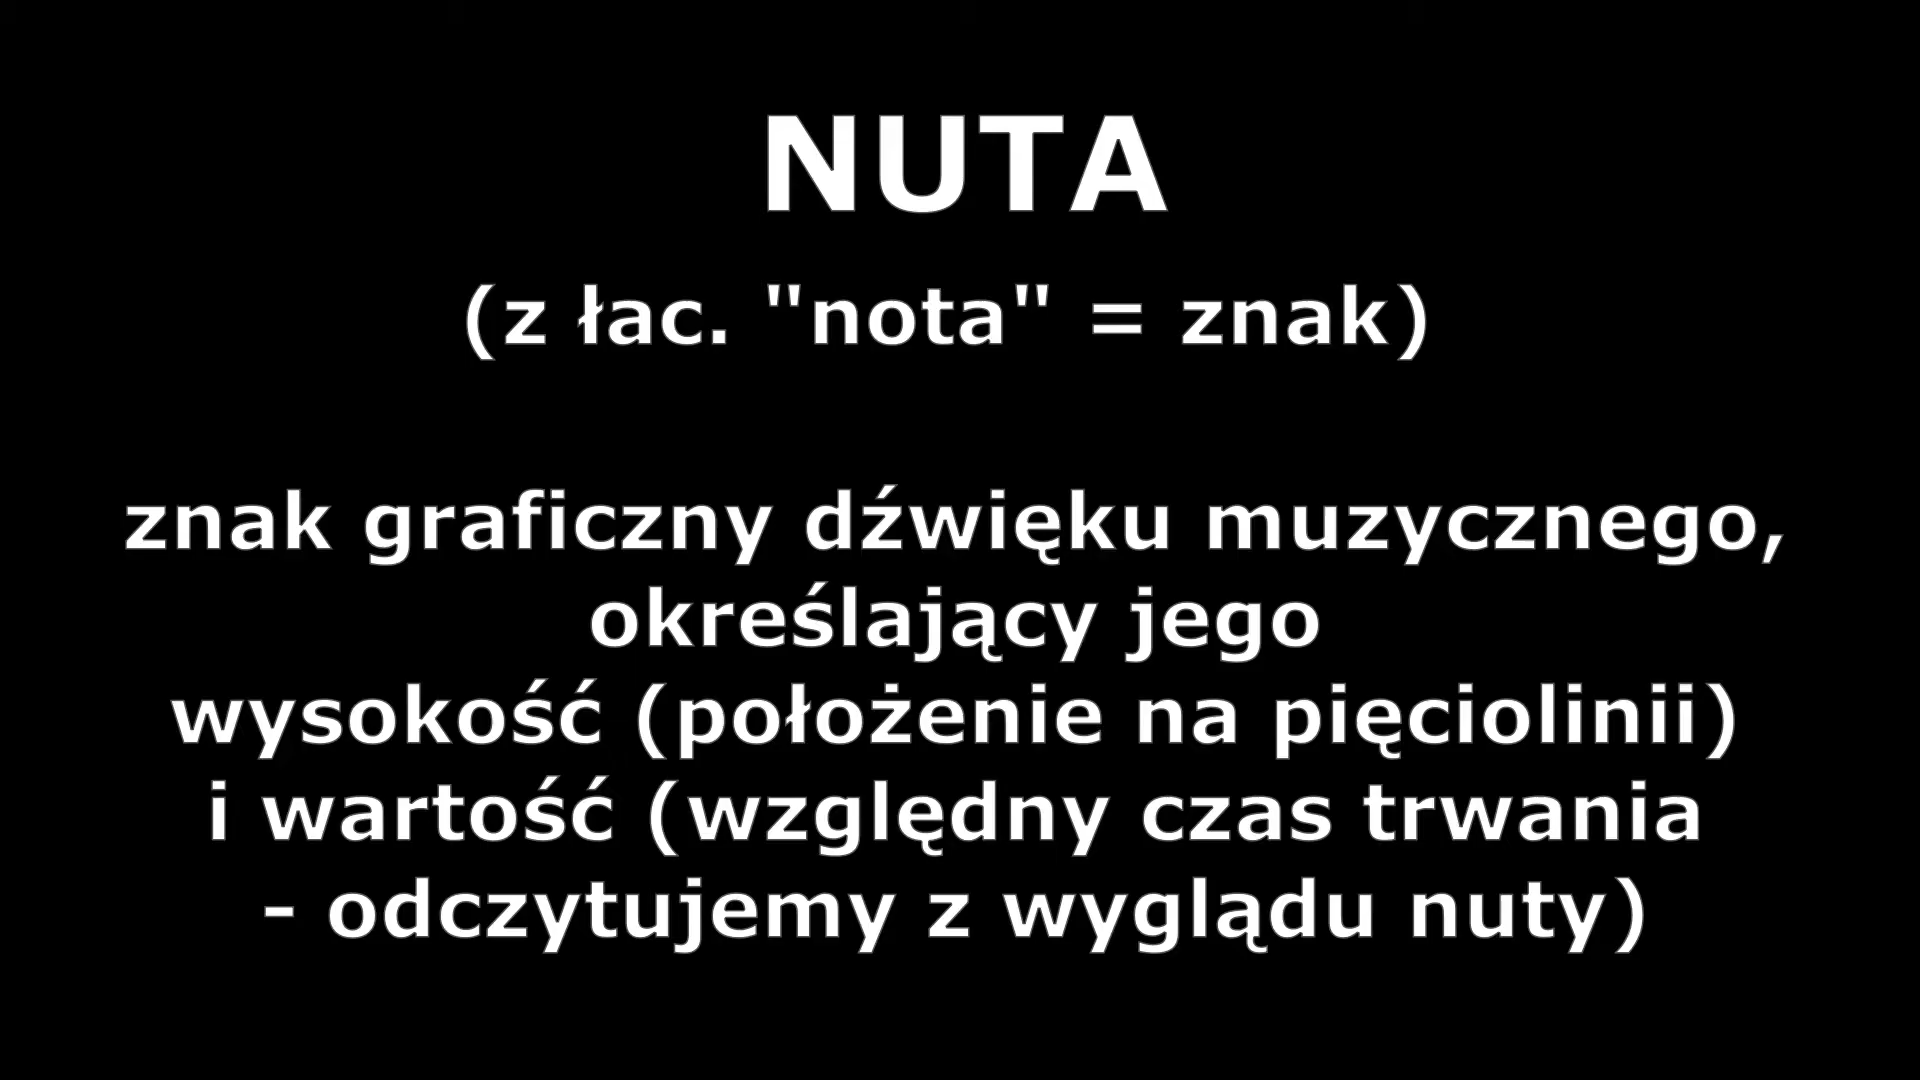 NUTA
(z łac. "nota" = znak)
znak graficzny dźwięku muzycznego,
określający jego
wysokość (położenie na pięciolinii)
i wartość (względny czas trwania
- odczytujemy z wyglądu nuty)